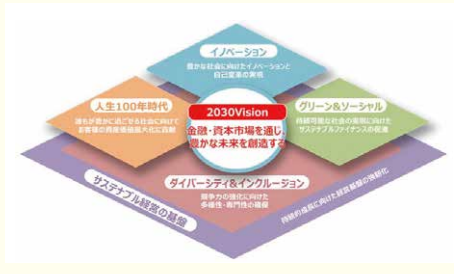 イノベーション
豊かな社会に向けたイノベーションと
自己変革の実現
人生100年時代
誰もが豊かに過ごせる社会に向けて
お客様の資産価値最大化に貢献
2030Vision
金融・資本市場を通じ、
豊かな未来を創造する
グリーン&ソーシャル
持続可能な社会の実現に向けた
サステナブルファイナンスの促進
ダイバーシティ&インクルージョン
競争力の強化に向けた
多様性・専門性の確保
サステナブル経営の基盤
持続的成長に向けた経営基盤の強靭化